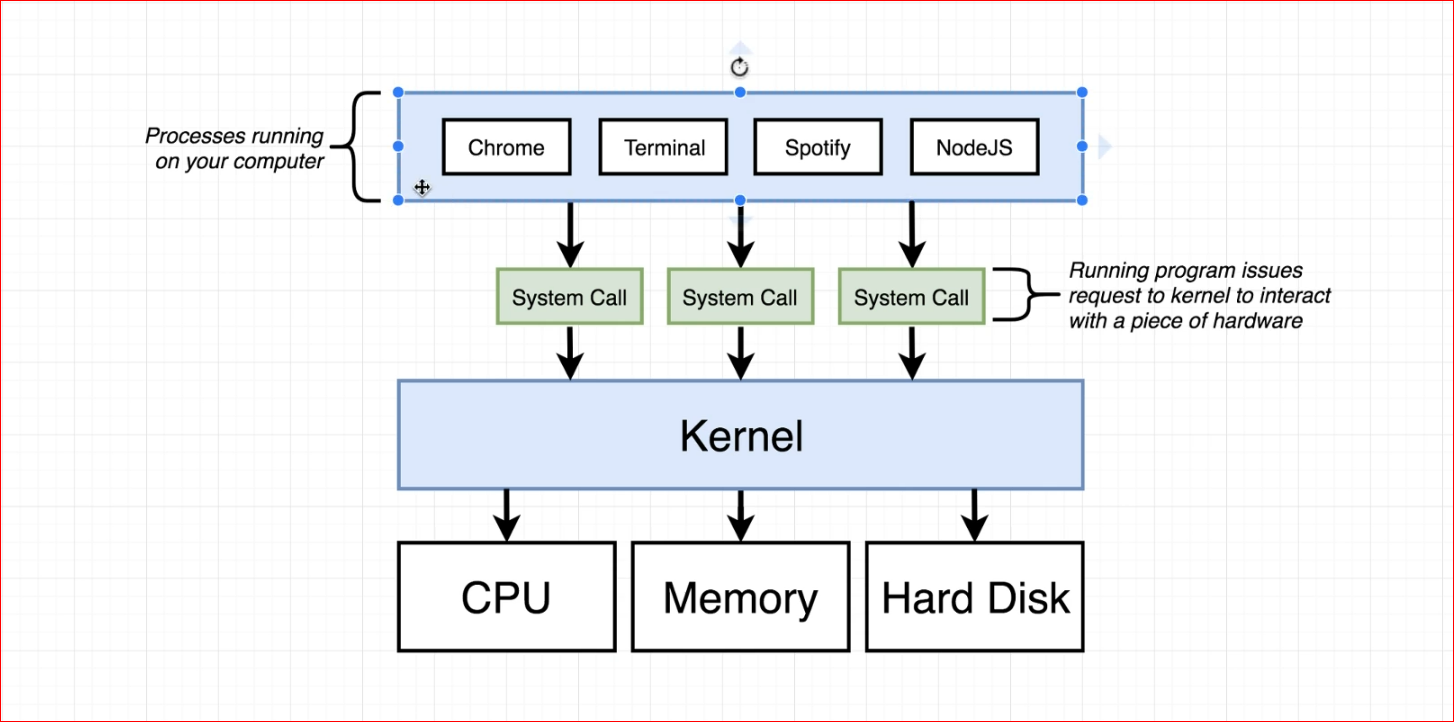 Processes running
on your computer
Chrome
Terminal
Spotify
NodeJS
System Call
System Call
System Call
Running program issues
request to kernel to interact
with a piece of hardware
Kernel
CPU
Memory
Hard Disk